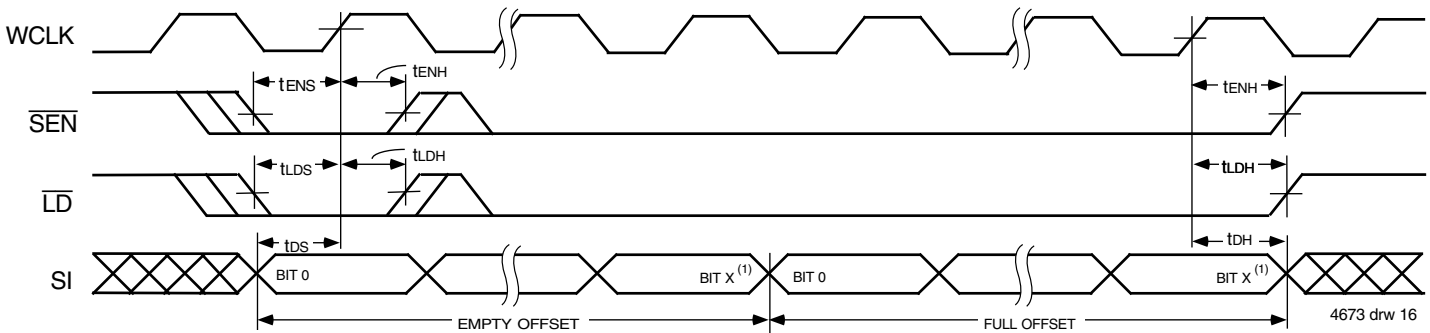 WCLK
tENS
tENH
tENH
SEN
tLDS
tLDH
tLDH
LD
tDS
tDH
SI
BIT 0
BIT X (1)
BIT 0
BIT X (1)
EMPTY OFFSET
FULL OFFSET
4673 drw 16